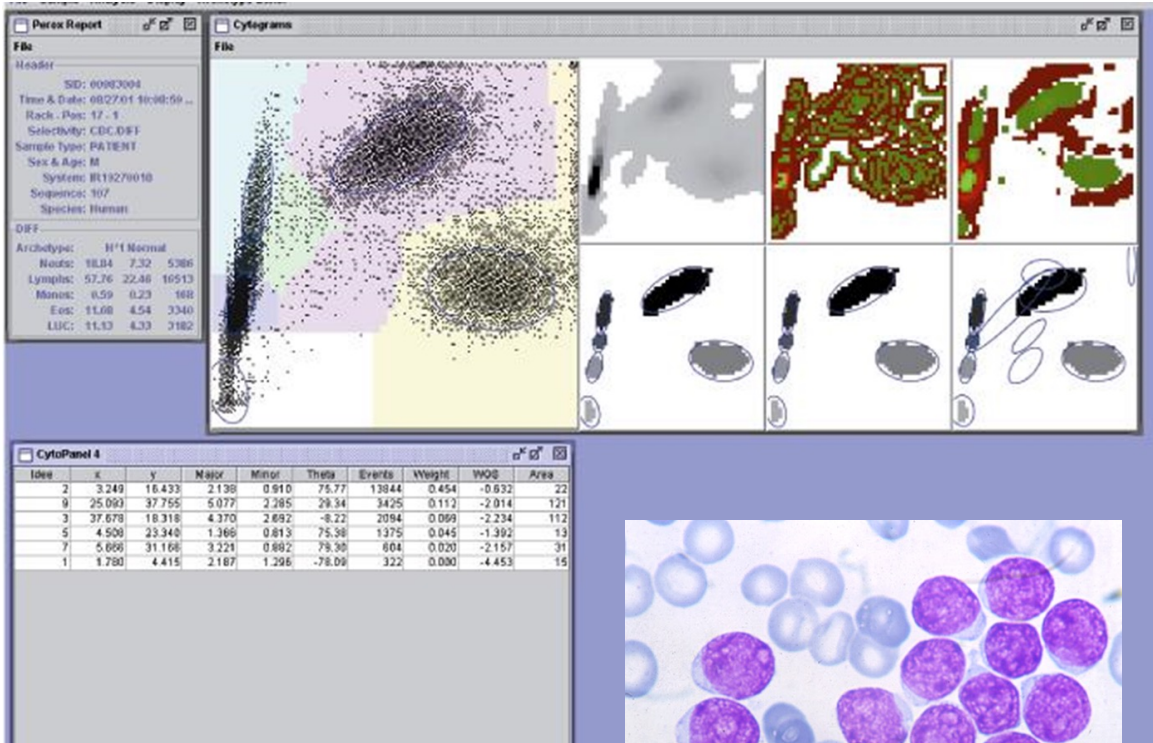 Perox Report
File
Header
SID: 00083004
Time & Date: 08/27/01 10:08:50 ...
Rack - Pos: 17 - 1
Selectivity: CBC/DIFF
Sample Type: PATIENT
Sex & Age: M
System: IR19270010
Sequence: 107
Species: Human
DIFF
Archetype: N°1 Normal
Neuts: 18.84 7.32 5386
Lymphs: 57.76 22.46 16513
Monos: 0.59 0.23 168
Eos: 11.68 4.54 3340
LUC: 11.13 4.33 3182
Cytograms
File
CytoPanel 4
Idee x y Major Minor Theta Events Weight WOS Area
2 3.249 16.433 2.138 0.910 75.77 13844 0.454 -0.632 22
9 25.093 37.755 5.077 2.285 29.34 3425 0.112 -2.014 121
3 37.678 18.318 4.370 2.692 -8.22 2094 0.069 -2.234 112
5 4.508 23.340 1.366 0.813 75.38 1375 0.045 -1.392 13
7 5.666 31.166 3.221 0.882 79.30 604 0.020 -2.157 31
1 1.780 4.415 2.187 1.296 -78.09 322 0.000 -4.453 15